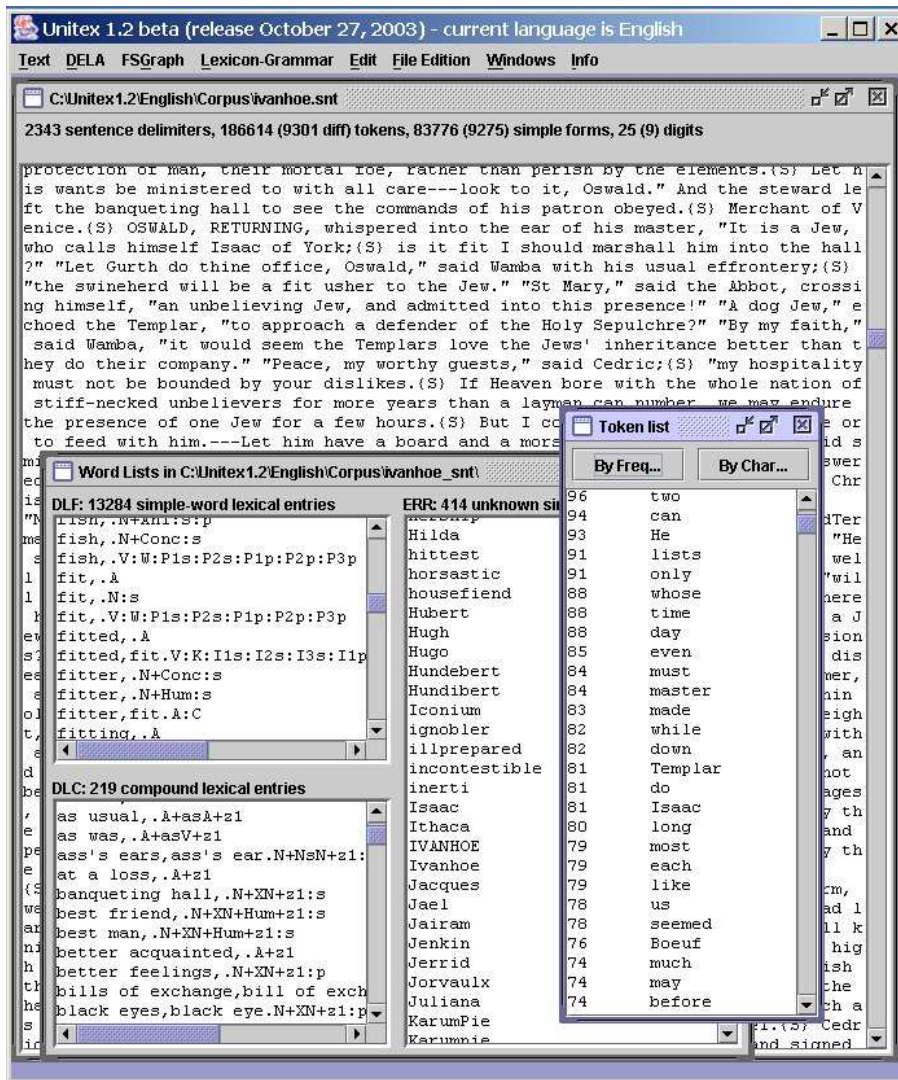 Unitex 1.2 beta (release October 27, 2003) - current language is English
Text DELA FSGraph Lexicon-Grammar Edit File Edition Windows Info
C:\Unitex1.2\English\Corpus\ivanhoe.snt
2343 sentence delimiters, 186614 (9301 diff) tokens, 83776 (9275) simple forms, 25 (9) digits
protection of man, their mortal foe, rather than perish by the elements.{S} Let h
is wants be ministered to with all care---look to it, Oswald." And the steward le
ft the banqueting hall to see the commands of his patron obeyed.{S} Merchant of V
enice.{S} OSWALD, RETURNING, whispered into the ear of his master, "It is a Jew,
who calls himself Isaac of York;{S} is it fit I should marshall him into the hall
?" "Let Gurth do thine office, Oswald," said Wamba with his usual effrontery;{S}
"the swineherd will be a fit usher to the Jew." "St Mary," said the Abbot, crossi
ng himself, "an unbelieving Jew, and admitted into this presence!" "A dog Jew," e
choed the Templar, "to approach a defender of the Holy Sepulchre?" "By my faith,"
said Wamba, "it would seem the Templars love the Jews' inheritance better than t
hey do their company." "Peace, my worthy guests," said Cedric;{S} "my hospitality
must not be bounded by your dislikes.{S} If Heaven bore with the whole nation of
stiff-necked unbelievers for more years than a layman can number, we may endure
the presence of one Jew for a few hours.{S} But I co
to feed with him.---Let him have a board and a mors
Word Lists in C:\Unitex1.2\English\Corpus\ivanhoe_snt\
DLF: 13284 simple-word lexical entries
fish,.N+Ani:s:p
fish,.N+Conc:s
fish,.V:W:P1s:P2s:P1p:P2p:P3p
fit,.A
fit,.N:s
fit,.V:W:P1s:P2s:P1p:P2p:P3p
fitted,.A
fitted,fit.V:K:I1s:I2s:I3s:I1p
fitter,.N+Conc:s
fitter,.N+Hum:s
fitter,fit.A:C
fitting,.A
DLC: 219 compound lexical entries
as usual,.A+asA+z1
as was,.A+asV+z1
ass's ears,ass's ear.N+NsN+z1:
at a loss,.A+z1
banqueting hall,.N+XN+z1:s
best friend,.N+XN+Hum+z1:s
best man,.N+XN+Hum+z1:s
better acquainted,.A+z1
better feelings,.N+XN+z1:p
bills of exchange,bill of exch
black eyes,black eye.N+XN+z1:p
ERR: 414 unknown si
Hilda
hittest
horsastic
housefiend
Hubert
Hugh
Hugo
Hundebert
Hundibert
Iconium
ignobler
illprepared
incontestible
inerti
Isaac
Ithaca
IVANHOE
Ivanhoe
Jacques
Jael
Jairam
Jenkin
Jerrid
Jorvaulx
Juliana
KarumPie
Karumpie
Token list
By Freq... By Char...
96 two
94 can
93 He
91 lists
91 only
88 whose
88 time
88 day
85 even
84 must
84 master
83 made
82 while
82 down
81 Templar
81 do
81 Isaac
80 long
79 most
79 each
79 like
78 us
78 seemed
76 Boeuf
74 much
74 may
74 before